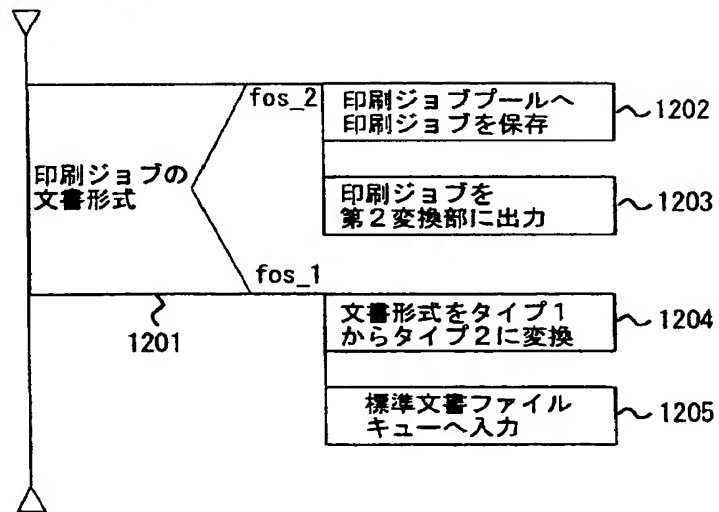 fos_2
印刷ジョブプールへ
印刷ジョブを保存
1202
印刷ジョブの
文書形式
印刷ジョブを
第2変換部に出力
1203
fos_1
1201
文書形式をタイプ1
からタイプ2に変換
1204
標準文書ファイル
キューへ入力
1205